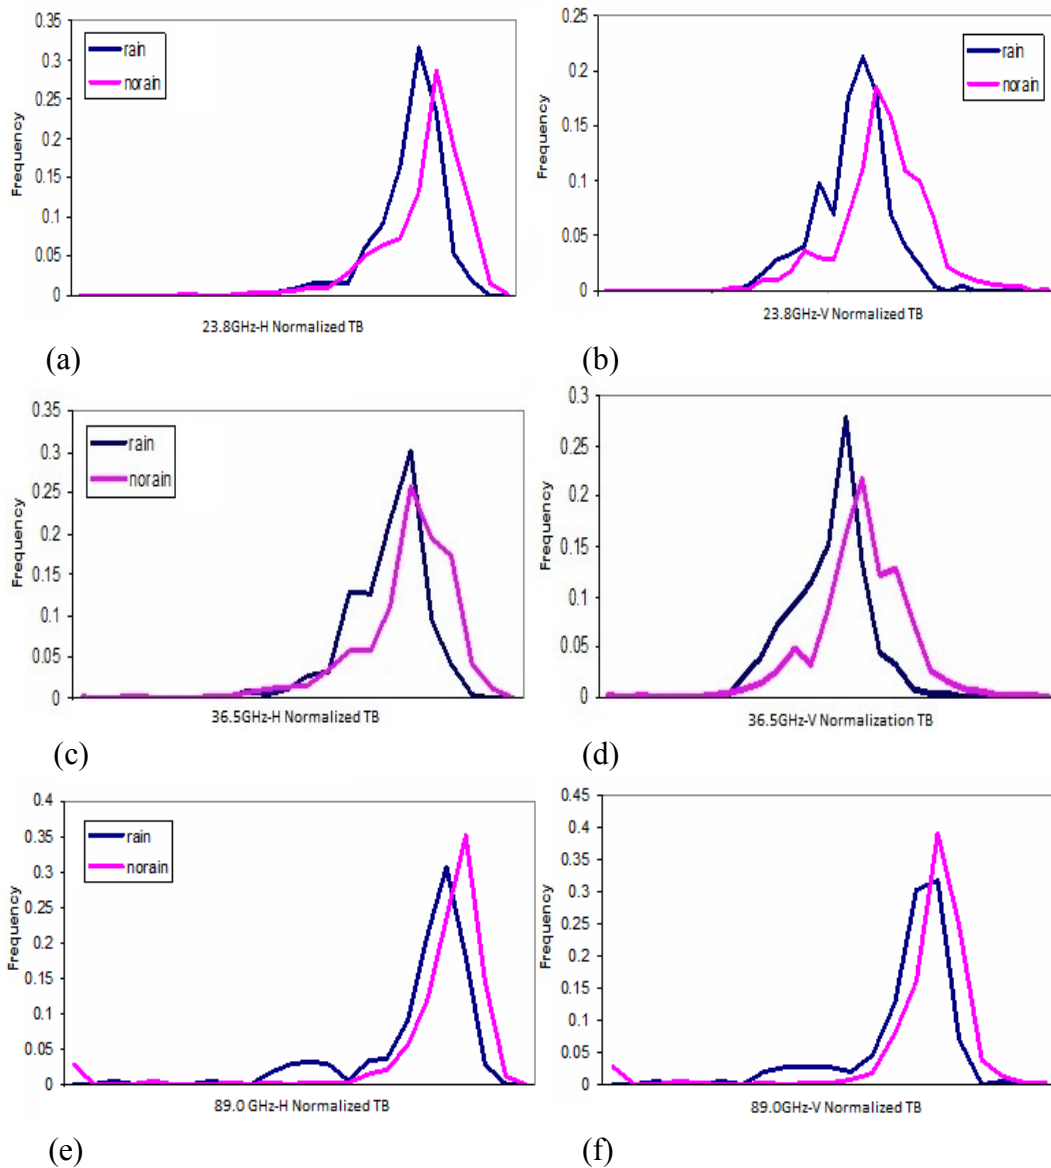 0.35
0.3
0.25
0.2
0.15
0.1
0.05
0
Frequency
rain
norain
23.8GHz-H Normalized TB
(a)
0.25
0.2
0.15
0.1
0.05
0
Frequency
rain
norain
23.8GHz-V Normalized TB
(b)
0.35
0.3
0.25
0.2
0.15
0.1
0.05
0
Frequency
rain
norain
36.5GHz-H Normalized TB
(c)
0.3
0.25
0.2
0.15
0.1
0.05
0
Frequency
36.5GHz-V Normalization TB
(d)
0.4
0.35
0.3
0.25
0.2
0.15
0.1
0.05
0
Frequency
rain
norain
89.0 GHz-H Normalized TB
(e)
0.45
0.4
0.35
0.3
0.25
0.2
0.15
0.1
0.05
0
Frequency
89.0GHz-V Normalized TB
(f)